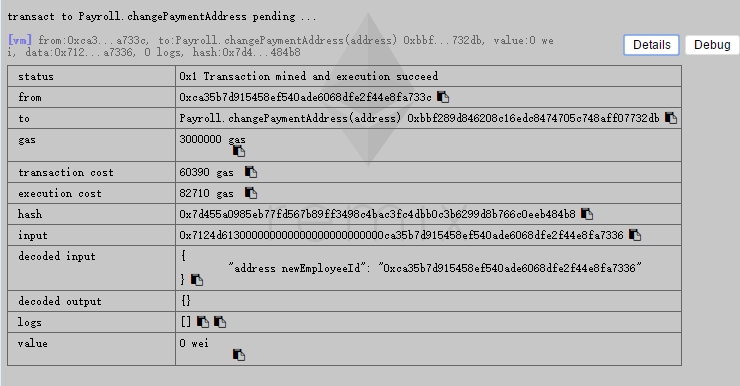 transact to Payroll.changePaymentAddress pending ...
[vm] from:0xca3...a733c, to:Payroll.changePaymentAddress(address) 0xbbf...732db, value:0 we
i, data:0x712...a7336, 0 logs, hash:0x7d4...484b8
Details
Debug
status 0x1 Transaction mined and execution succeed
from 0xca35b7d915458ef540ade6068dfe2f44e8fa733c
to Payroll.changePaymentAddress(address) 0xbbf289d846208c16edc8474705c748aff07732db
gas 3000000 gas
transaction cost 60390 gas
execution cost 82710 gas
hash 0x7d455a0985eb77fd567b89ff3498c4bac3fc4dbb0c3b6299d8b766c0eeb484b8
input 0x7124d613000000000000000000000000ca35b7d915458ef540ade6068dfe2f44e8fa7336
decoded input {
"address newEmployeeId": "0xca35b7d915458ef540ade6068dfe2f44e8fa7336"
}
decoded output {}
logs []
value 0 wei